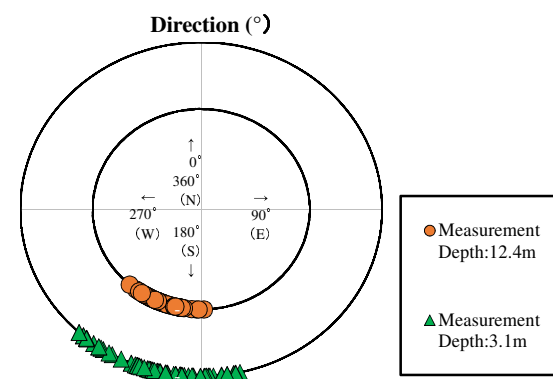 Direction (°)
↑
0°
360°
(N)
←
→
270°
90°
(W)
180°
(E)
(S)
↓
Measurement
Depth:12.4m
Measurement
Depth:3.1m